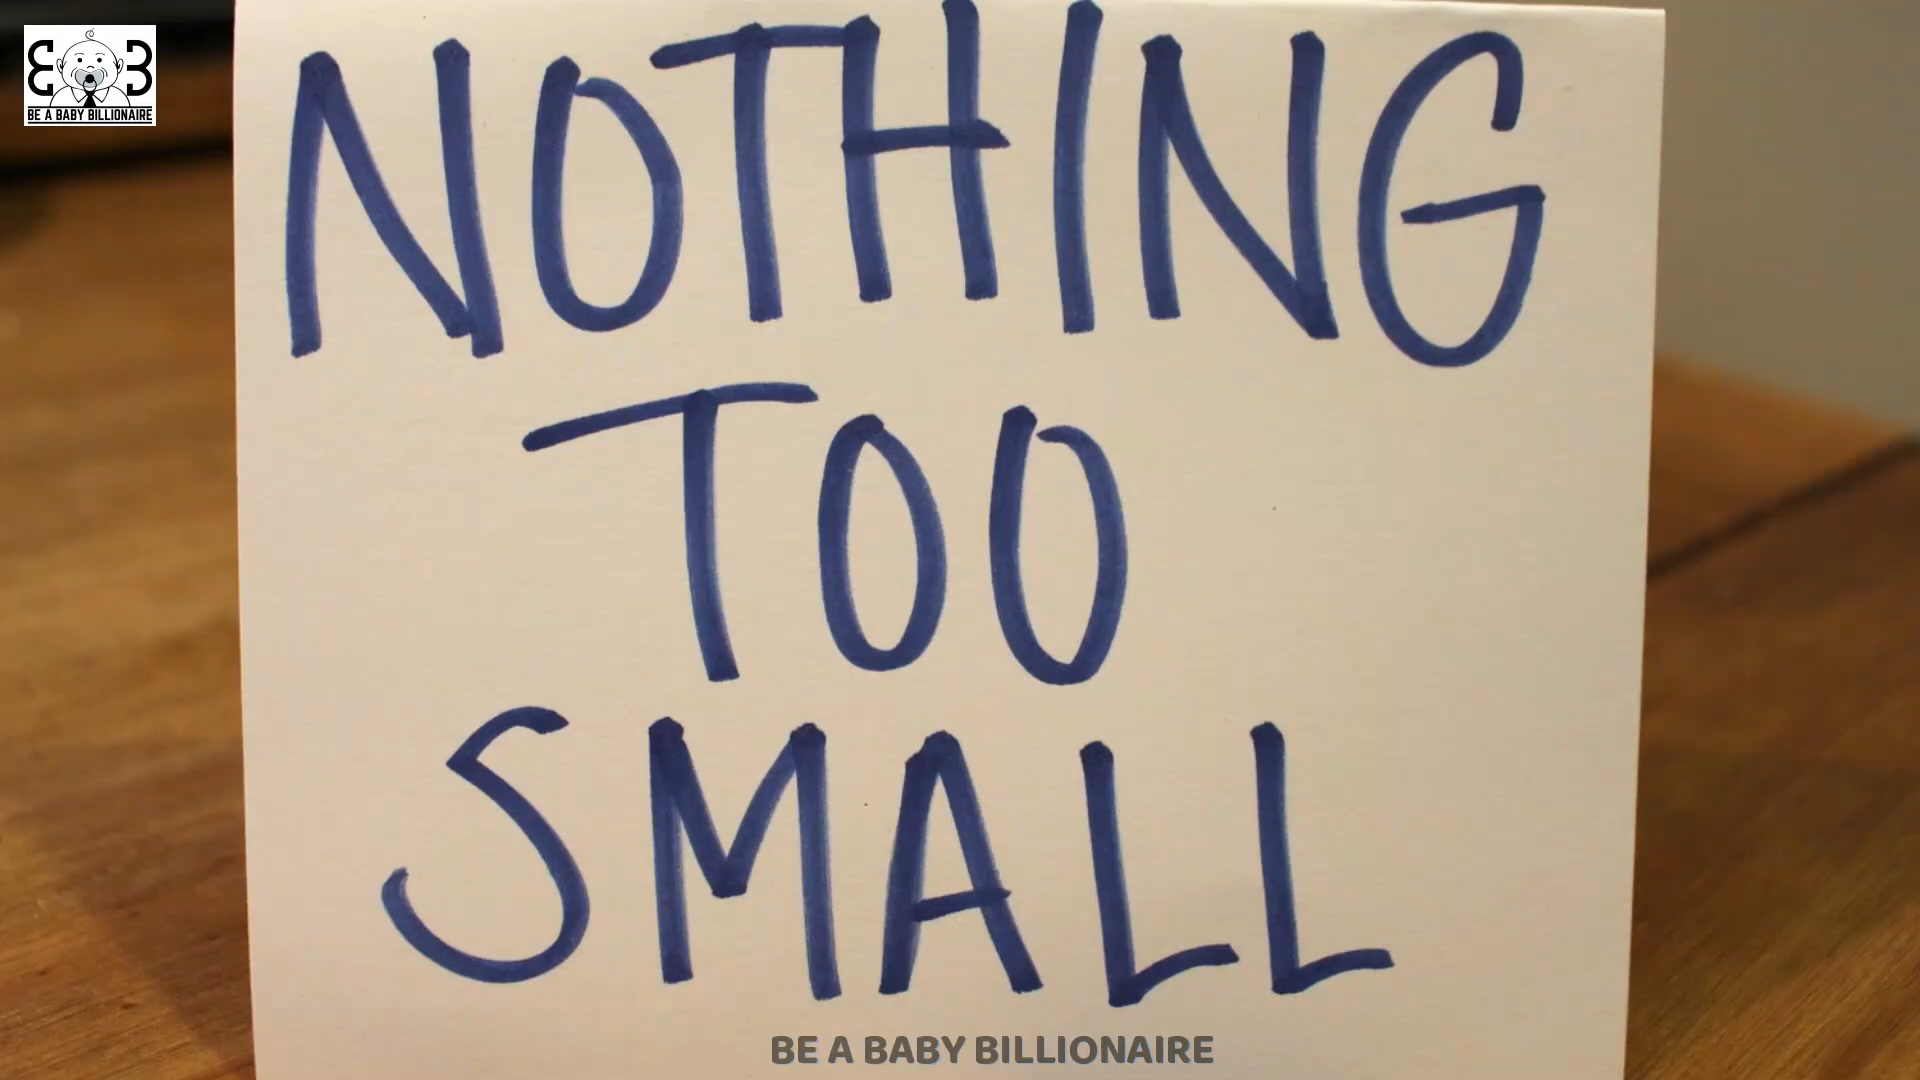 BE A BABY BILLIONAIRE
NOTHING
TOO
SMALL
BE A BABY BILLIONAIRE